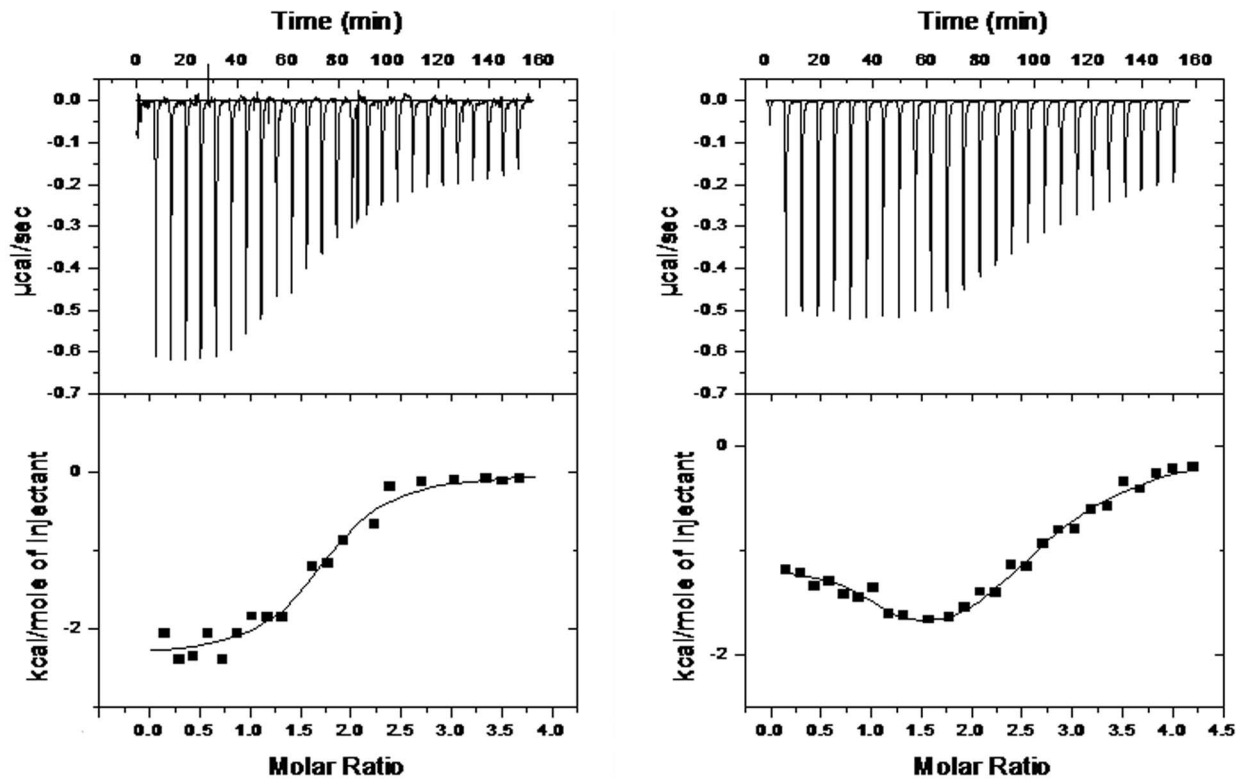 Time (min)
0 20 40 60 80 100 120 140 160
0.0
-0.1
-0.2
-0.3
-0.4
-0.5
-0.6
-0.7
µcal/sec
0
-2
kcal/mole of Injectant
0.0 0.5 1.0 1.5 2.0 2.5 3.0 3.5 4.0
Molar Ratio
Time (min)
0 20 40 60 80 100 120 140 160
0.0
-0.1
-0.2
-0.3
-0.4
-0.5
-0.6
-0.7
µcal/sec
0
-2
kcal/mole of Injectant
0.0 0.5 1.0 1.5 2.0 2.5 3.0 3.5 4.0 4.5
Molar Ratio